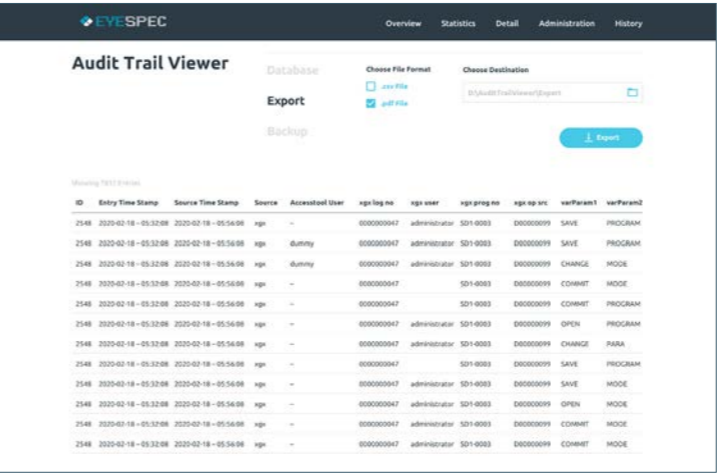 EYESPEC
Overview Statistics Detail Administration History
Audit Trail Viewer
Database
Export
Backup
Choose File Format
.csv File
.pdf File
Choose Destination
D:\AuditTrailViewer\Export
Export
Showing 7812 Entries
ID Entry Time Stamp Source Time Stamp Source Accesstool User xgx log no xgx user xgx prog no xgx op src varParam1 varParam2
2548 2020-02-18 – 05:32:08 2020-02-18 – 05:56:08 xgx – 0000000047 administrator SD1-0003 D00000099 SAVE PROGRAM
2548 2020-02-18 – 05:32:08 2020-02-18 – 05:56:08 xgx dummy 0000000047 administrator SD1-0003 D00000099 SAVE PROGRAM
2548 2020-02-18 – 05:32:08 2020-02-18 – 05:56:08 xgx dummy 0000000047 administrator SD1-0003 D00000099 CHANGE MODE
2548 2020-02-18 – 05:32:08 2020-02-18 – 05:56:08 xgx – 0000000047 SD1-0003 D00000099 COMMIT MODE
2548 2020-02-18 – 05:32:08 2020-02-18 – 05:56:08 xgx – 0000000047 SD1-0003 D00000099 COMMIT PROGRAM
2548 2020-02-18 – 05:32:08 2020-02-18 – 05:56:08 xgx – 0000000047 administrator SD1-0003 D00000099 OPEN PROGRAM
2548 2020-02-18 – 05:32:08 2020-02-18 – 05:56:08 xgx – 0000000047 administrator SD1-0003 D00000099 CHANGE PARA
2548 2020-02-18 – 05:32:08 2020-02-18 – 05:56:08 xgx – 0000000047 SD1-0003 D00000099 SAVE PROGRAM
2548 2020-02-18 – 05:32:08 2020-02-18 – 05:56:08 xgx – 0000000047 administrator SD1-0003 D00000099 SAVE MODE
2548 2020-02-18 – 05:32:08 2020-02-18 – 05:56:08 xgx – 0000000047 administrator SD1-0003 D00000099 OPEN MODE
2548 2020-02-18 – 05:32:08 2020-02-18 – 05:56:08 xgx – 0000000047 administrator SD1-0003 D00000099 COMMIT MODE
2548 2020-02-18 – 05:32:08 2020-02-18 – 05:56:08 xgx – 0000000047 administrator SD1-0003 D00000099 COMMIT MODE